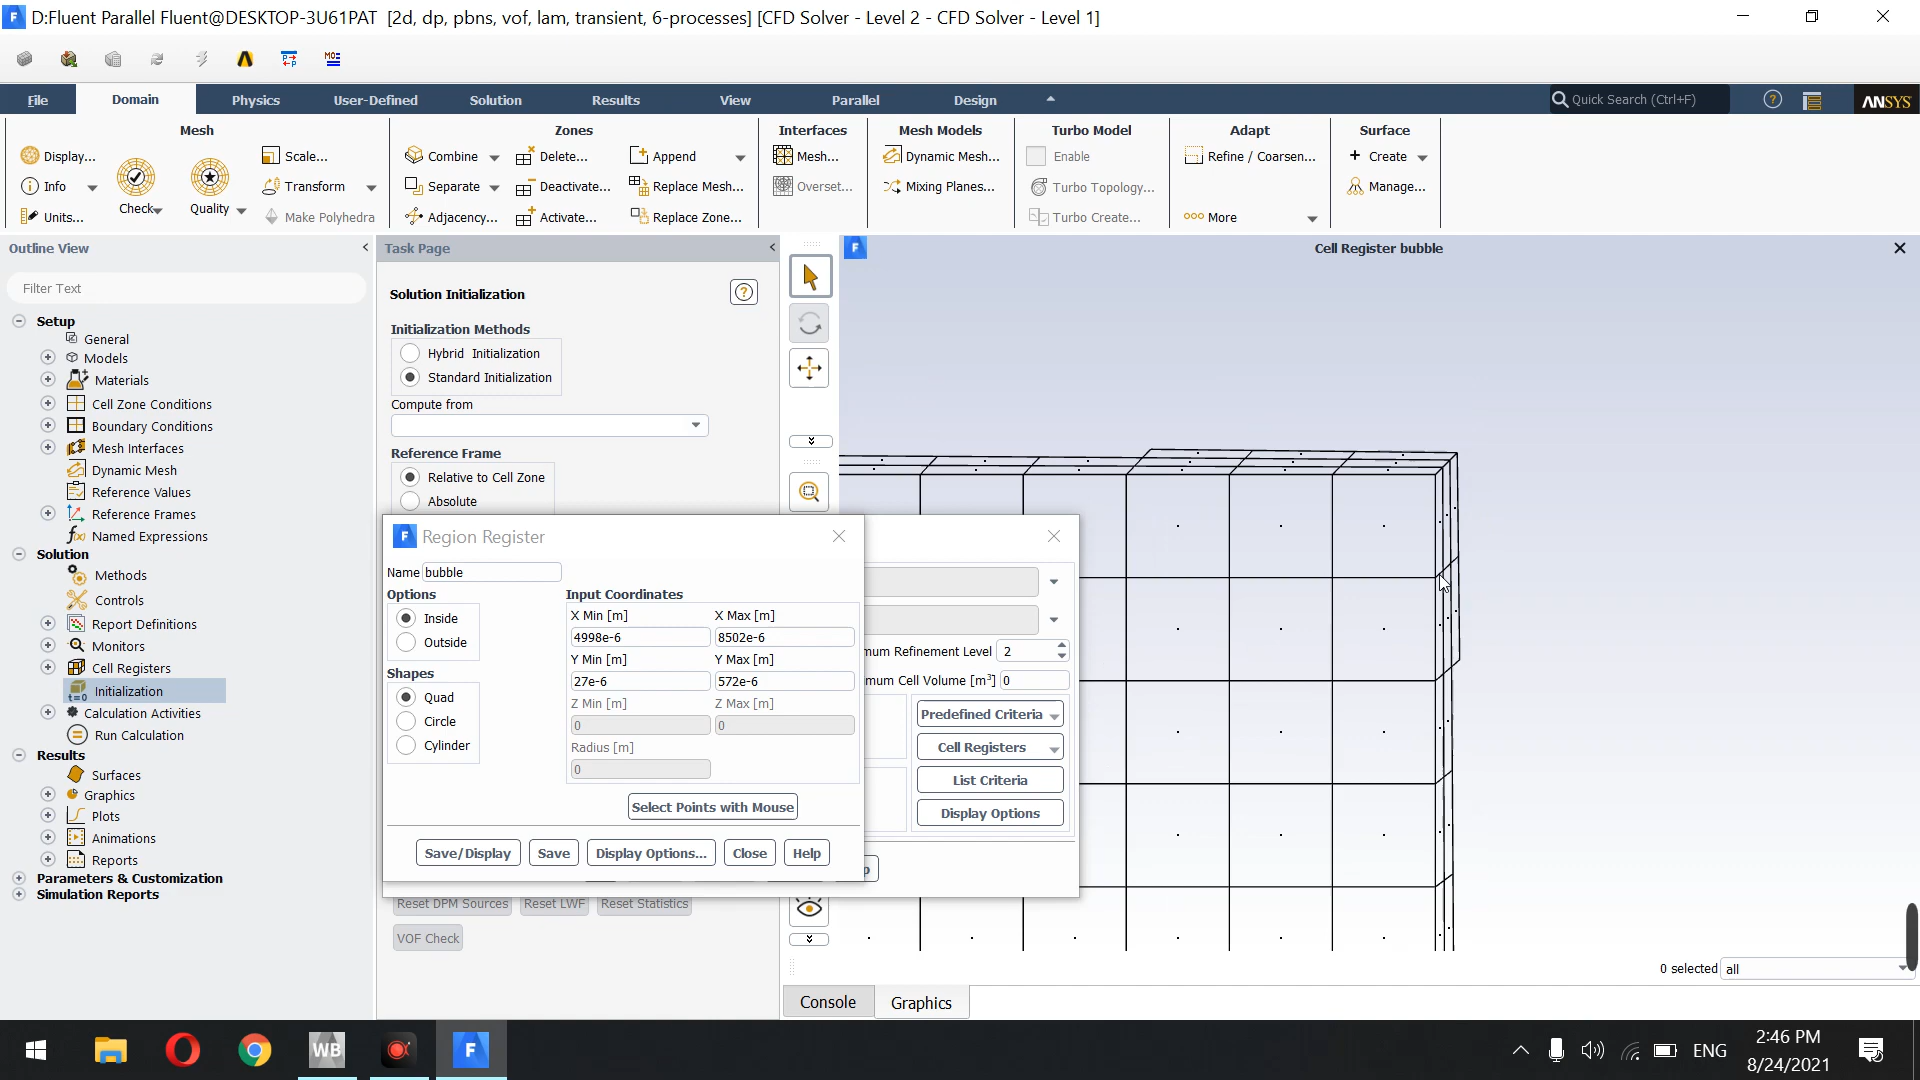 D:Fluent Parallel Fluent@DESKTOP-3U61PAT [2d, dp, pbns, vof, lam, transient, 6-processes] [CFD Solver - Level 2 - CFD Solver - Level 1]
File Domain Physics User-Defined Solution Results View Parallel Design Quick Search (Ctrl+F) ANSYS
Mesh Zones Interfaces Mesh Models Turbo Model Adapt Surface
Display... Scale... Combine Delete... Append Mesh... Dynamic Mesh... Enable Refine / Coarsen... Create
Info Check Quality Transform Separate Deactivate... Replace Mesh... Overset... Mixing Planes... Turbo Topology... Manage...
Units... Make Polyhedra Adjacency... Activate... Replace Zone... Turbo Create... More
Outline View
Filter Text
Setup
General
Models
Materials
Cell Zone Conditions
Boundary Conditions
Mesh Interfaces
Dynamic Mesh
Reference Values
Reference Frames
Named Expressions
Solution
Methods
Controls
Report Definitions
Monitors
Cell Registers
Initialization
Calculation Activities
Run Calculation
Results
Surfaces
Graphics
Plots
Animations
Reports
Parameters & Customization
Simulation Reports
Task Page
Solution Initialization
Initialization Methods
Hybrid Initialization
Standard Initialization
Compute from
Reference Frame
Relative to Cell Zone
Absolute
Region Register
Name bubble
Options
Inside
Outside
Shapes
Quad
Circle
Cylinder
Input Coordinates
X Min [m] X Max [m]
4998e-6 8502e-6
Y Min [m] Y Max [m]
27e-6 572e-6
Z Min [m] Z Max [m]
0 0
Radius [m]
0
Select Points with Mouse
Save/Display Save Display Options... Close Help
Refinement Level 2
Cell Volume [m³] 0
Predefined Criteria
Cell Registers
List Criteria
Display Options
Reset DPM Sources Reset LWF Reset Statistics
VOF Check
Cell Register bubble
0 selected all
Console Graphics
WB
ENG
2:46 PM
8/24/2021